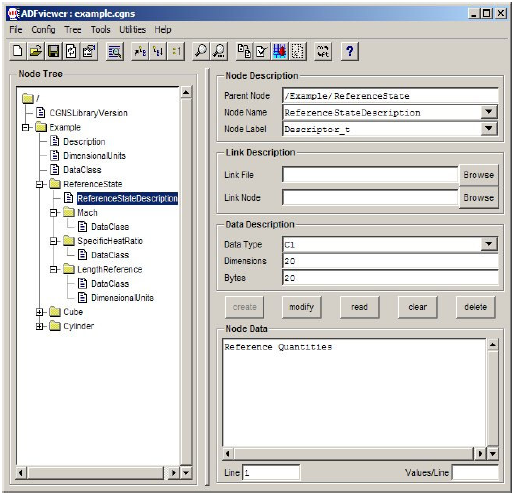 ADFviewer : example.cgns
File Config Tree Tools Utilities Help
Node Tree
/
CGNSLibraryVersion
Example
Description
DimensionalUnits
DataClass
ReferenceState
ReferenceStateDescription
Mach
DataClass
SpecificHeatRatio
DataClass
LengthReference
DataClass
DimensionalUnits
Cube
Cylinder
Node Description
Parent Node /Example/ReferenceState
Node Name ReferenceStateDescription
Node Label Descriptor_t
Link Description
Link File Browse
Link Node Browse
Data Description
Data Type C1
Dimensions 20
Bytes 20
create modify read clear delete
Node Data
Reference Quantities
Line 1 Values/Line